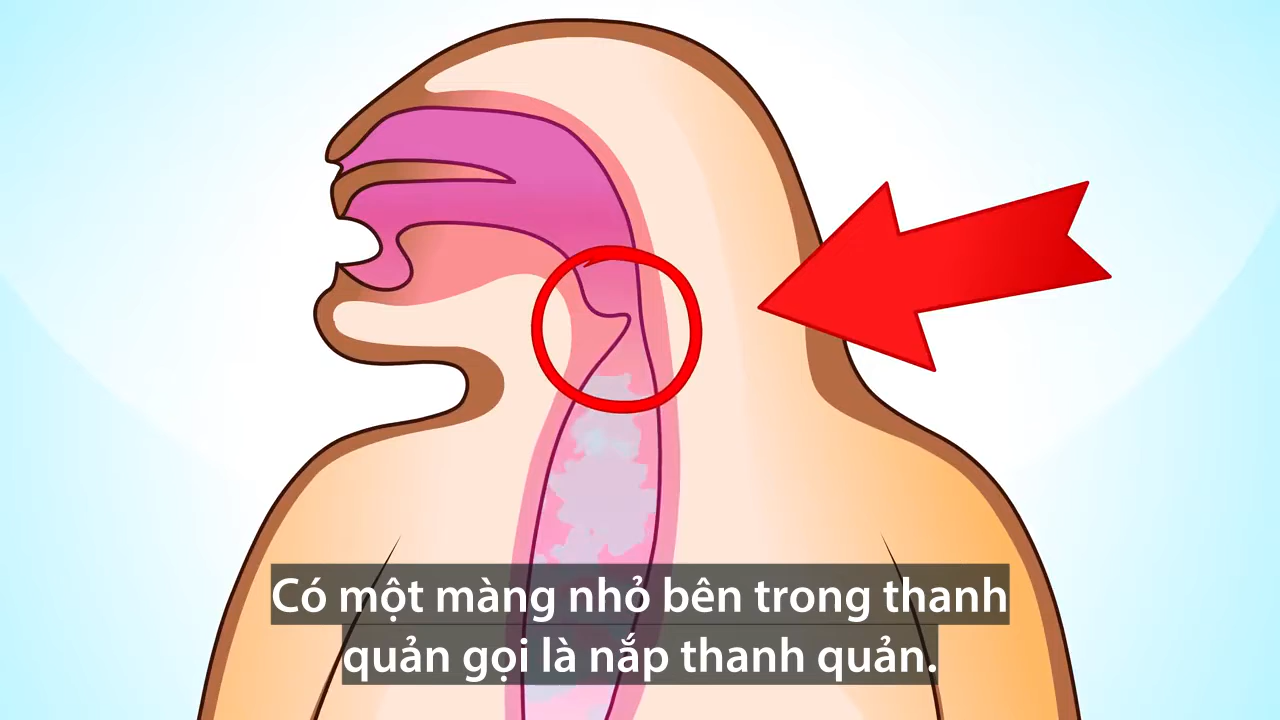 Có một màng nhỏ bên trong thanh
quản gọi là nắp thanh quản.